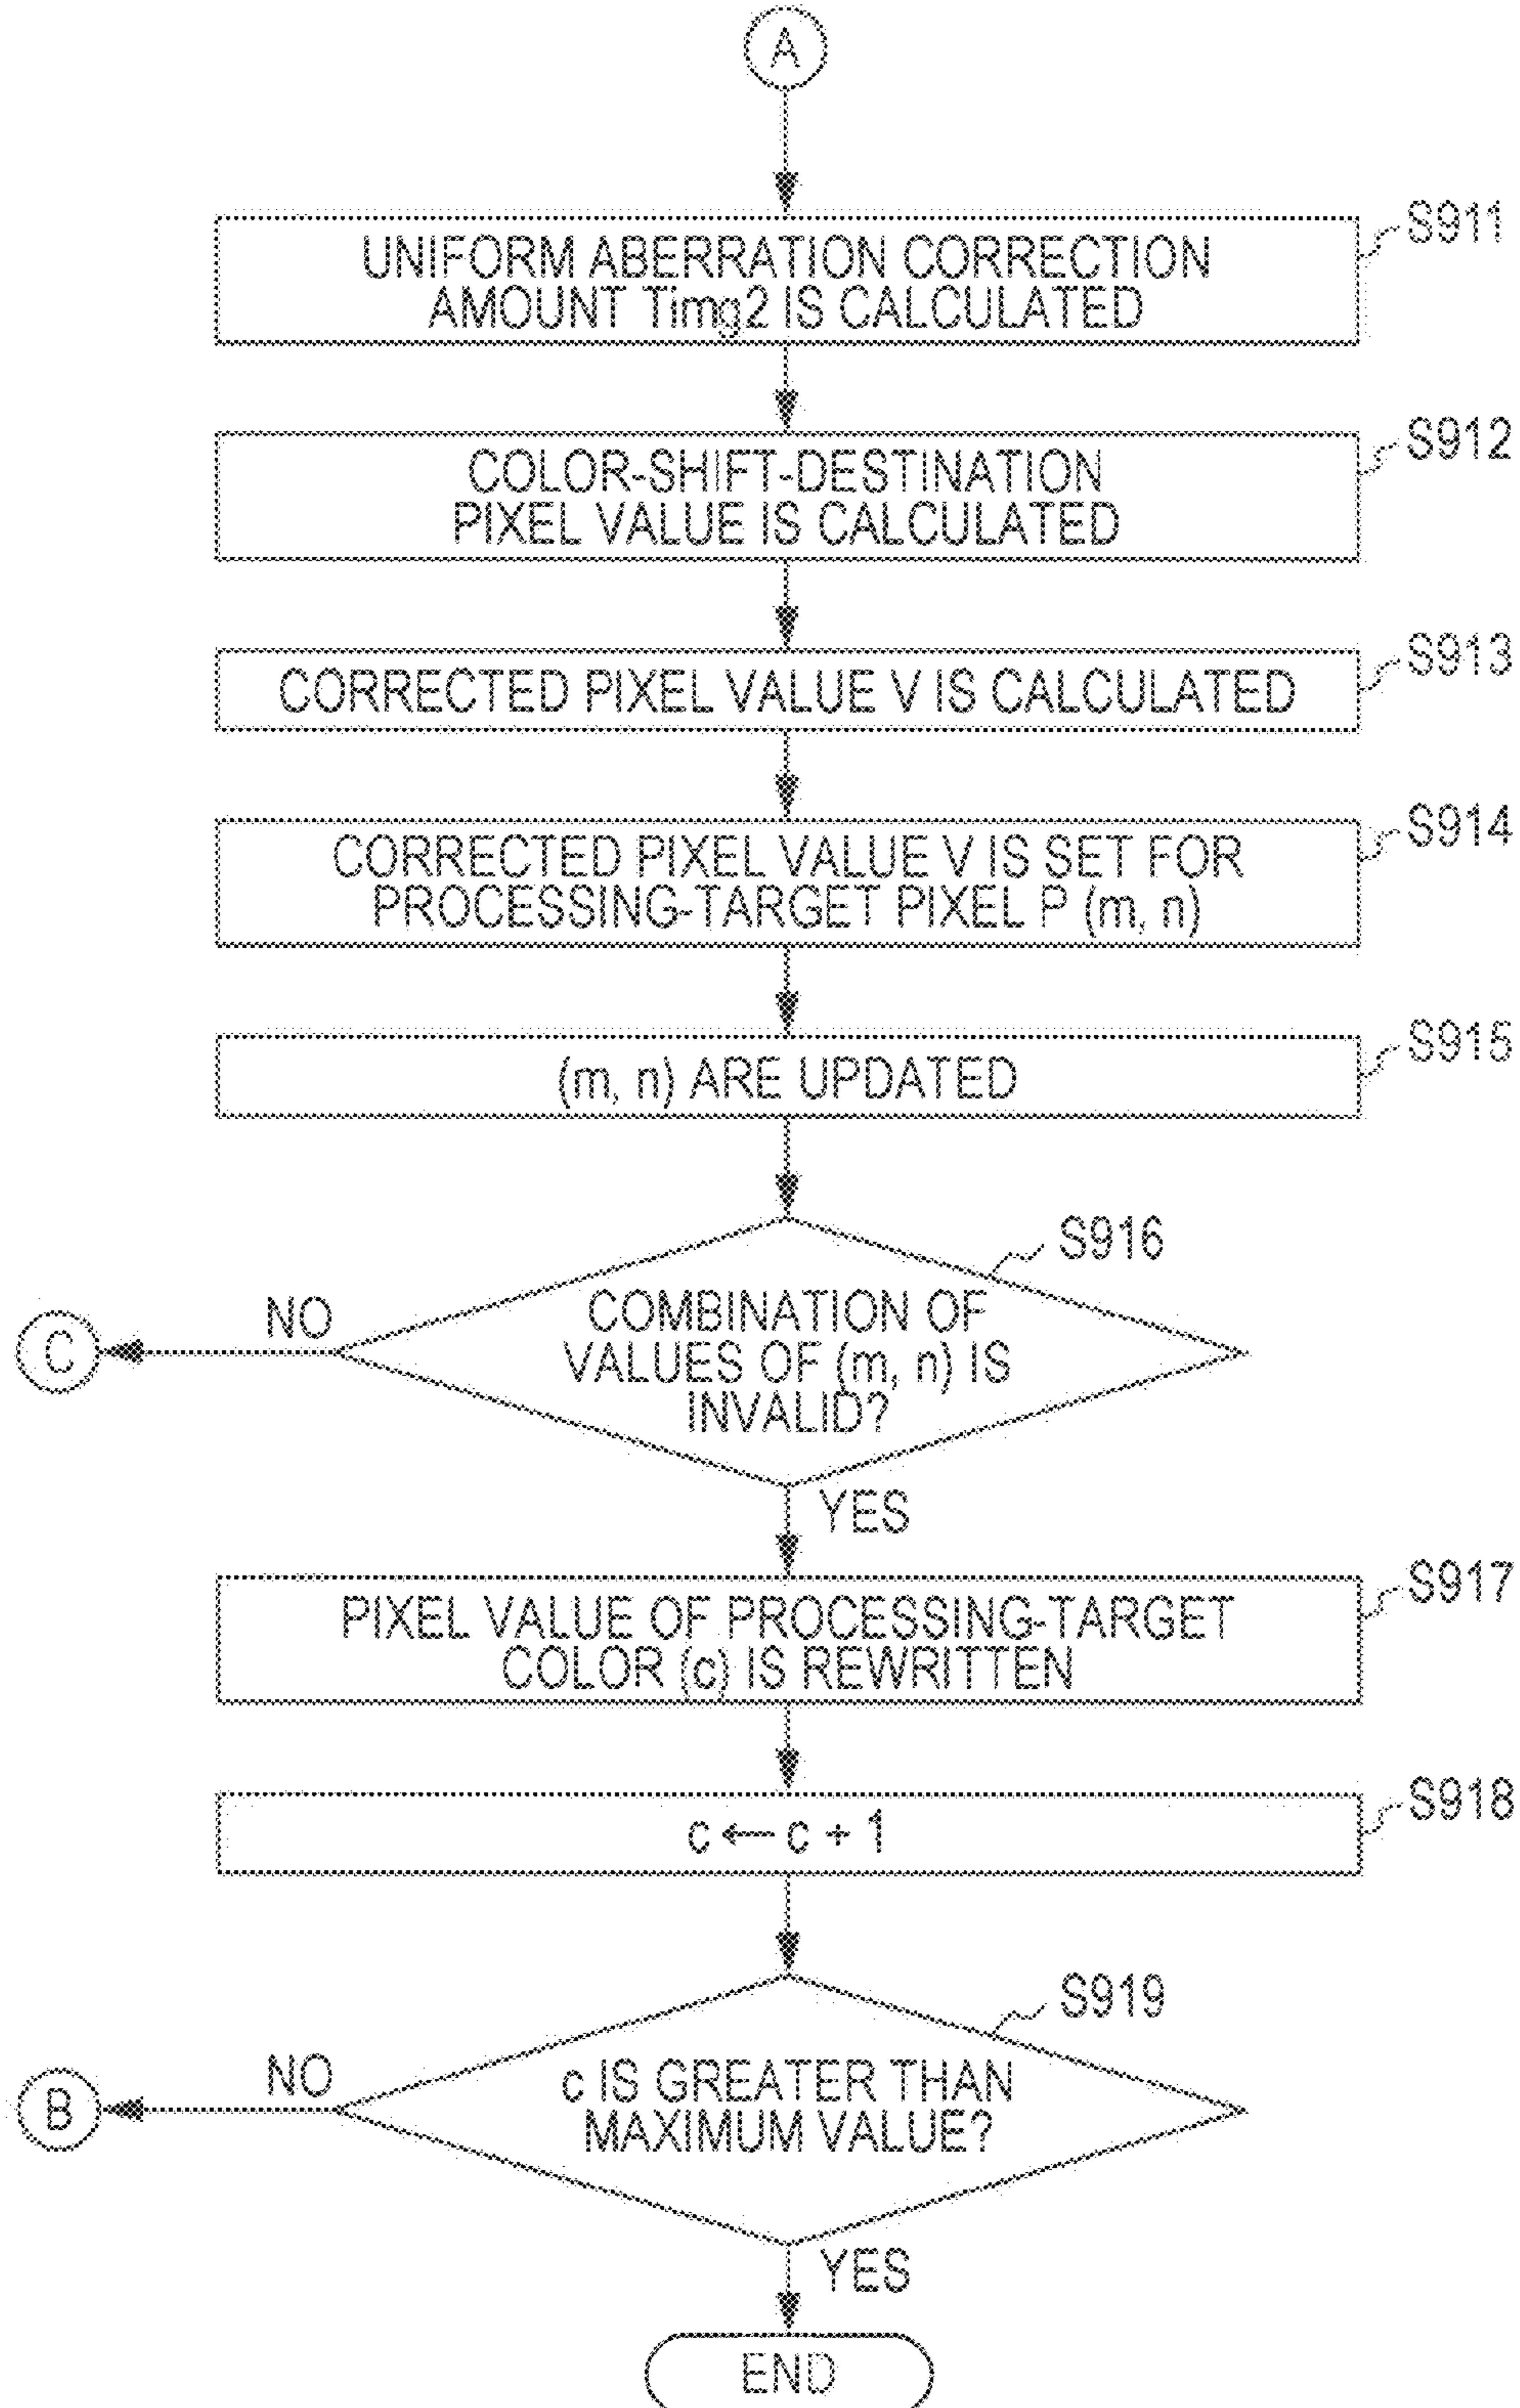 A
S911
UNIFORM ABERRATION CORRECTION
AMOUNT Timg2 IS CALCULATED
S912
COLOR-SHIFT-DESTINATION
PIXEL VALUE IS CALCULATED
S913
CORRECTED PIXEL VALUE V IS CALCULATED
S914
CORRECTED PIXEL VALUE V IS SET FOR
PROCESSING-TARGET PIXEL P (m, n)
S915
(m, n) ARE UPDATED
S916
NO
C
COMBINATION OF
VALUES OF (m, n) IS
INVALID?
YES
S917
PIXEL VALUE OF PROCESSING-TARGET
COLOR (c) IS REWRITTEN
S918
c ← c + 1
S919
NO
B
c IS GREATER THAN
MAXIMUM VALUE?
YES
END